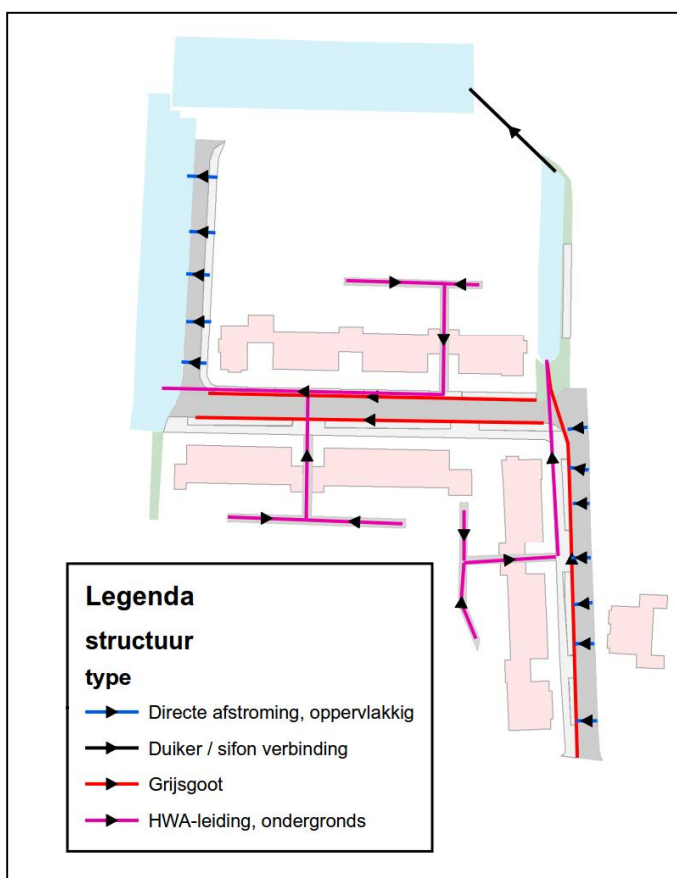 Legenda
structuur
type
Directe afstroming, oppervlakkig
Duiker / sifon verbinding
Grijsgoot
HWA-leiding, ondergronds